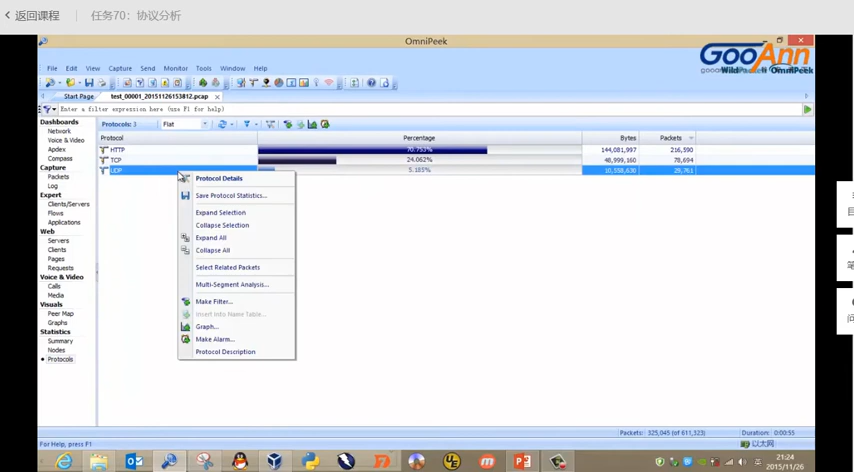 返回课程 任务70：协议分析
OmniPeek
File Edit View Capture Send Monitor Tools Window Help
GooAnn
WildPackets OmniPeek
Start Page test_00001_20151126153812.pcap
Enter a filter expression here (use F1 for help)
Dashboards
Network
Voice & Video
Apdex
Compass
Capture
Packets
Log
Expert
Clients/Servers
Flows
Applications
Web
Servers
Clients
Pages
Requests
Voice & Video
Calls
Media
Visuals
Peer Map
Graphs
Statistics
Summary
Nodes
Protocols
Protocols: 3 Flat
Protocol Percentage Bytes Packets
HTTP 70.753% 144,081,997 216,590
TCP 24.062% 48,999,160 78,694
UDP 5.185% 10,558,630 29,761
Protocol Details
Save Protocol Statistics...
Expand Selection
Collapse Selection
Expand All
Collapse All
Select Related Packets
Multi-Segment Analysis...
Make Filter...
Insert Into Name Table...
Graph...
Make Alarm...
Protocol Description
Packets: 325,045 (of 611,323) Duration: 0:00:55
For Help, press F1 以太网
21:24
2015/11/26